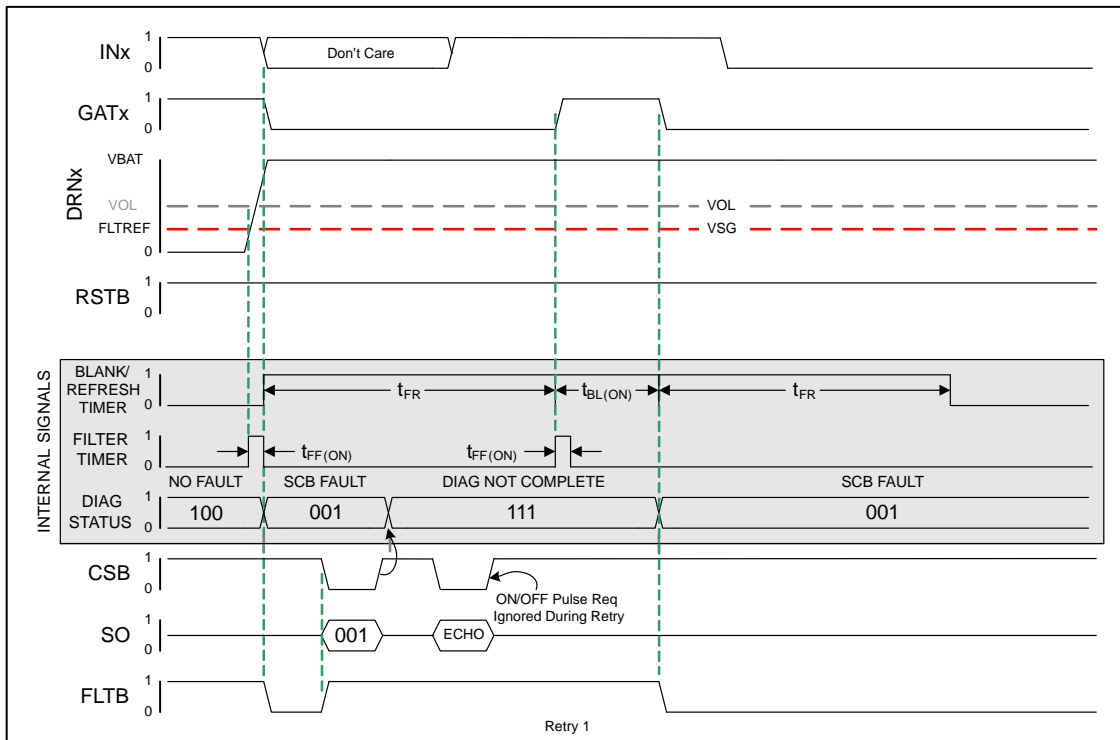 INx 1 0 Don't Care
GATx 1 0
DRNx VBAT
VOL VOL
FLTREF VSG
0
RSTB 1 0
INTERNAL SIGNALS
BLANK/ REFRESH TIMER 1 0 tFR tBL(ON) tFR
FILTER TIMER 1 0 tFF(ON) tFF(ON)
NO FAULT SCB FAULT DIAG NOT COMPLETE SCB FAULT
DIAG STATUS 1 0 100 001 111 001
CSB 1 0
ON/OFF Pulse Req
Ignored During Retry
SO 001 ECHO
FLTB 1 0
Retry 1